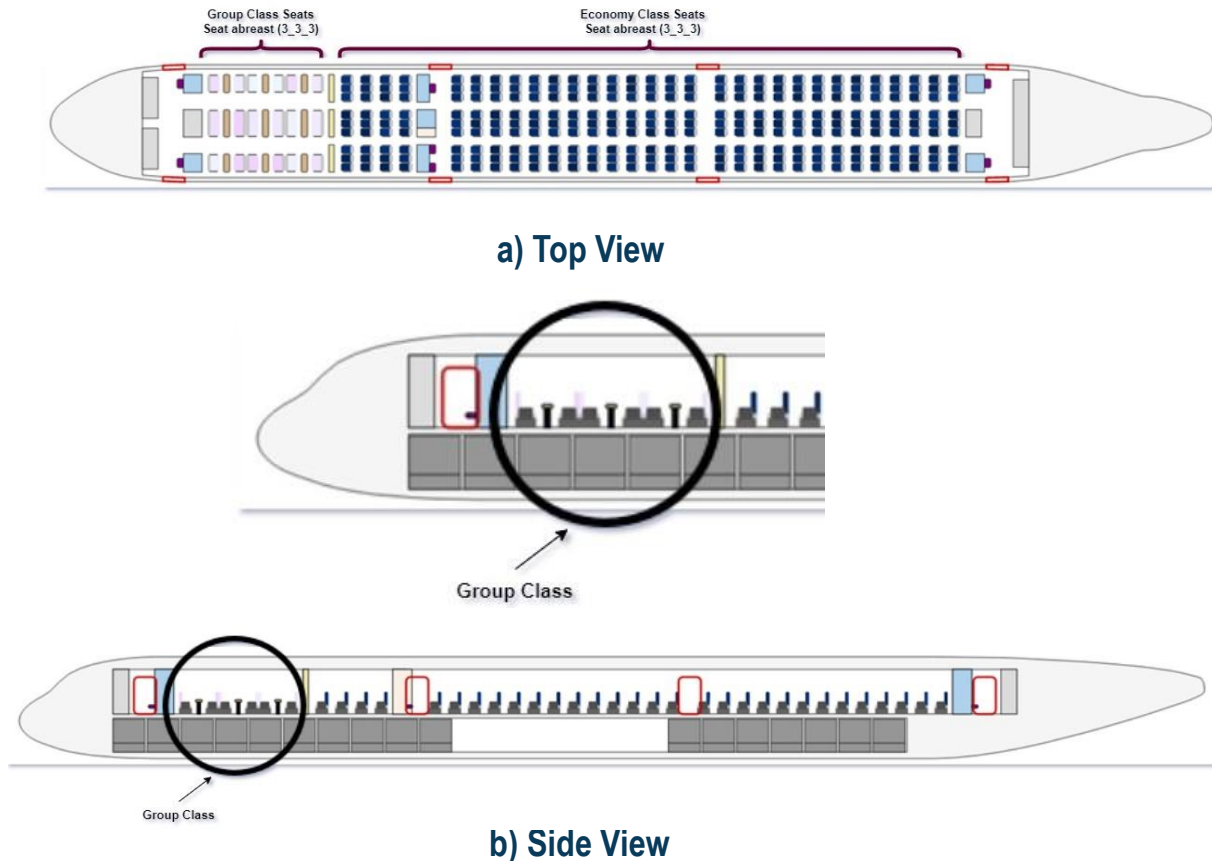 Group Class Seats
Seat abreast (3_3_3)
Economy Class Seats
Seat abreast (3_3_3)
a) Top View
Group Class
Group Class
b) Side View